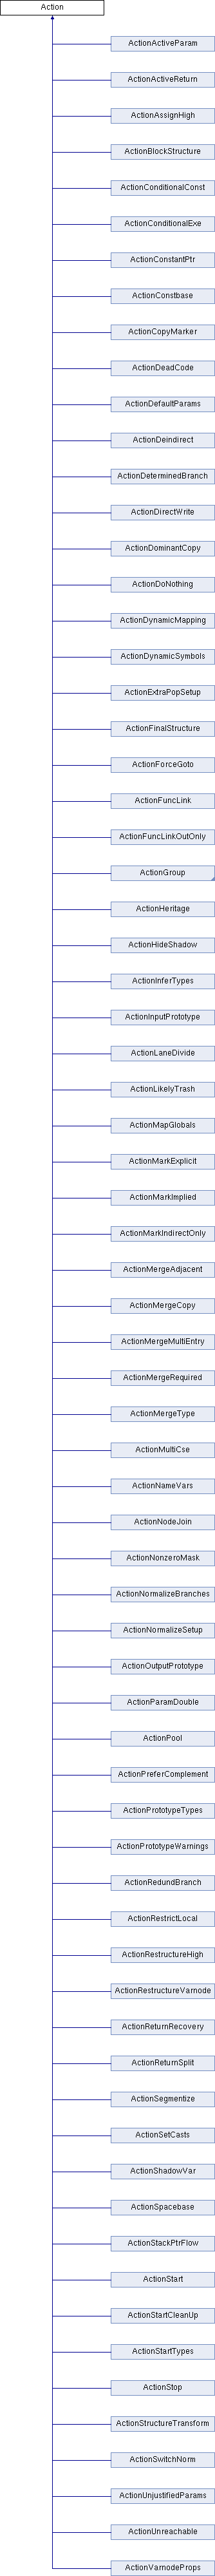 Action
ActionActiveParam
ActionActiveReturn
ActionAssignHigh
ActionBlockStructure
ActionConditionalConst
ActionConditionalExe
ActionConstantPtr
ActionConstbase
ActionCopyMarker
ActionDeadCode
ActionDefaultParams
ActionDeindirect
ActionDeterminedBranch
ActionDirectWrite
ActionDominantCopy
ActionDoNothing
ActionDynamicMapping
ActionDynamicSymbols
ActionExtraPopSetup
ActionFinalStructure
ActionForceGoto
ActionFuncLink
ActionFuncLinkOutOnly
ActionGroup
ActionHeritage
ActionHideShadow
ActionInferTypes
ActionInputPrototype
ActionLaneDivide
ActionLikelyTrash
ActionMapGlobals
ActionMarkExplicit
ActionMarkImplied
ActionMarkIndirectOnly
ActionMergeAdjacent
ActionMergeCopy
ActionMergeMultiEntry
ActionMergeRequired
ActionMergeType
ActionMultiCse
ActionNameVars
ActionNodeJoin
ActionNonzeroMask
ActionNormalizeBranches
ActionNormalizeSetup
ActionOutputPrototype
ActionParamDouble
ActionPool
ActionPreferComplement
ActionPrototypeTypes
ActionPrototypeWarnings
ActionRedundBranch
ActionRestrictLocal
ActionRestructureHigh
ActionRestructureVarnode
ActionReturnRecovery
ActionReturnSplit
ActionSegmentize
ActionSetCasts
ActionShadowVar
ActionSpacebase
ActionStackPtrFlow
ActionStart
ActionStartCleanUp
ActionStartTypes
ActionStop
ActionStructureTransform
ActionSwitchNorm
ActionUnjustifiedParams
ActionUnreachable
ActionVarnodeProps